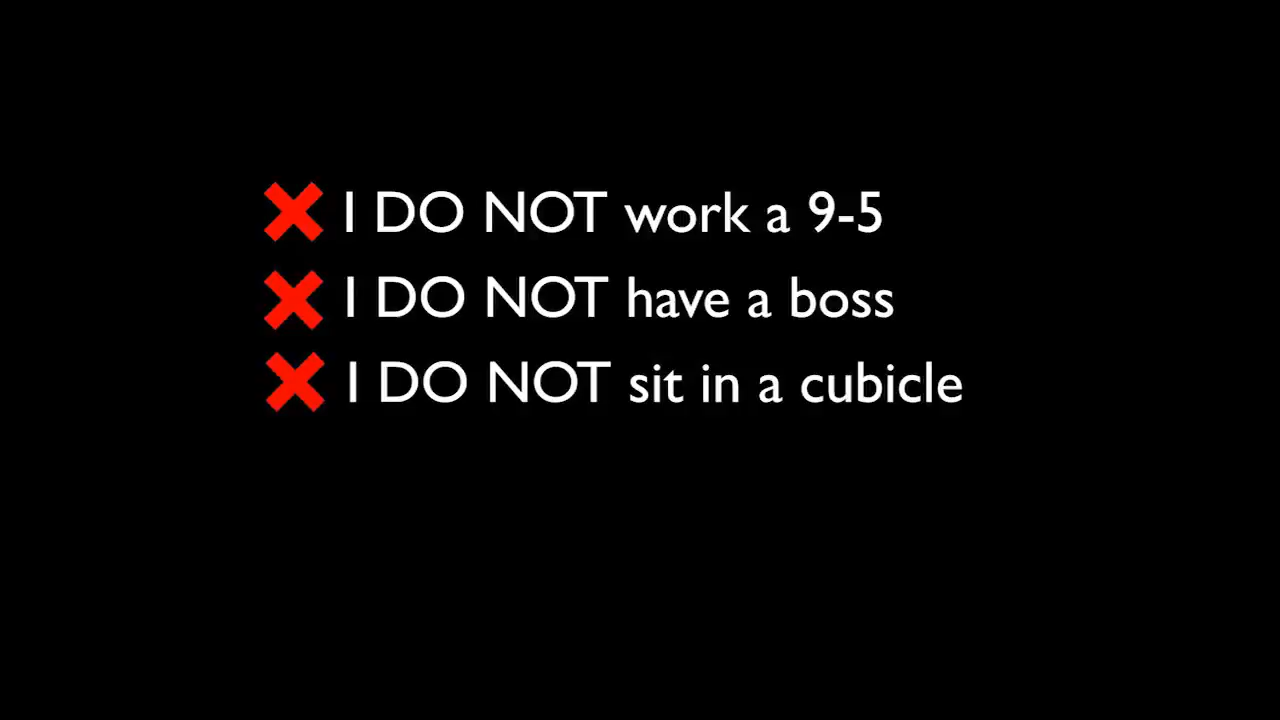 I DO NOT work a 9-5
I DO NOT have a boss
I DO NOT sit in a cubicle